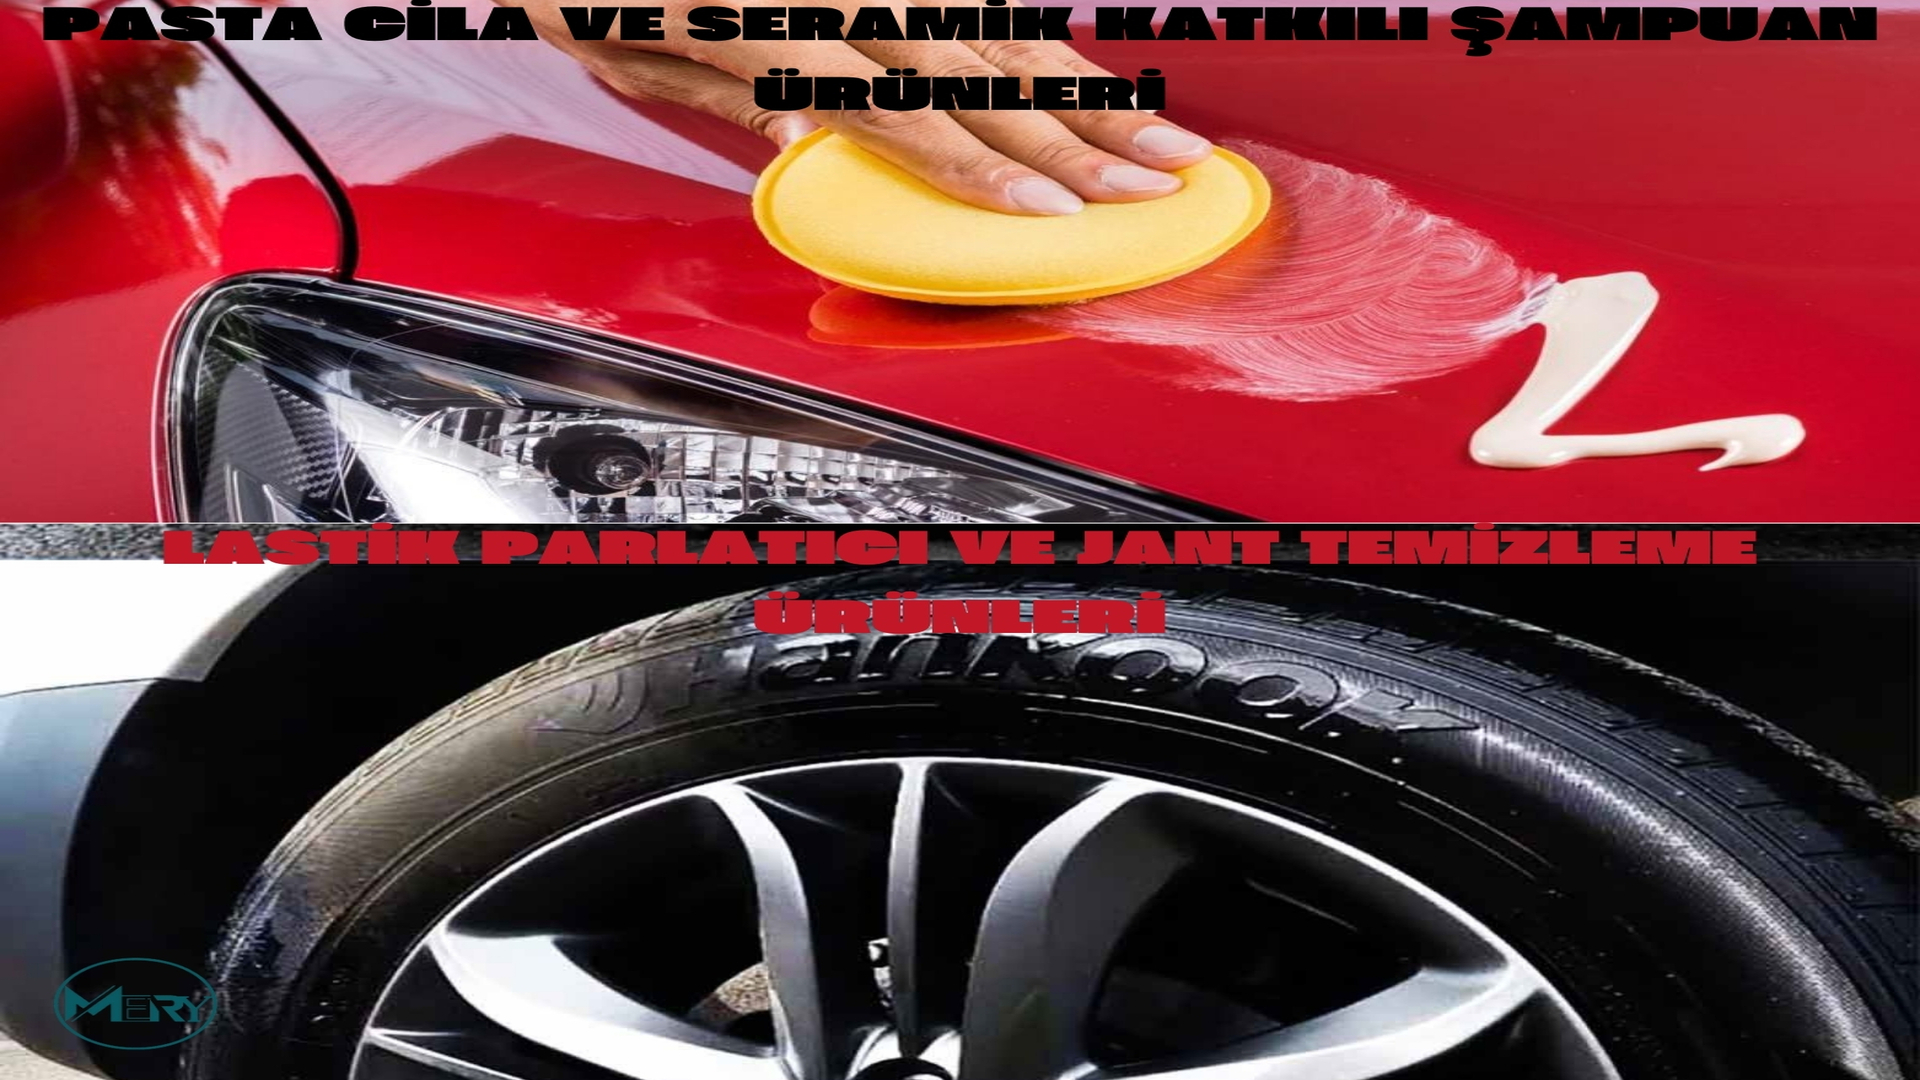 PASTA CİLA VE SERAMİK KATKILI ŞAMPUAN
ÜRÜNLERİ
LASTİK PARLATICI VE JANT TEMİZLEME
ÜRÜNLERİ
Hankook
MERY